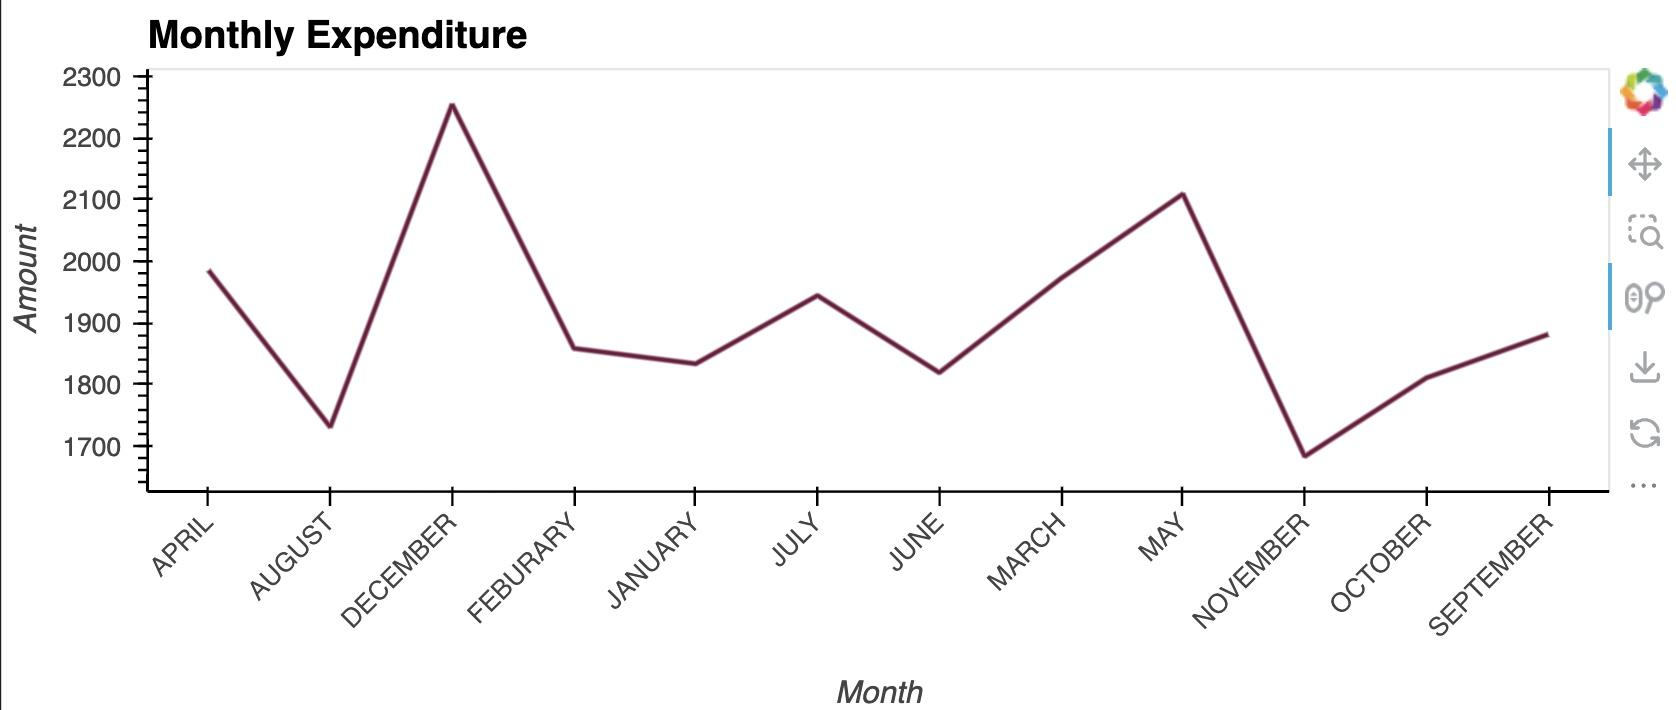 Monthly Expenditure
2300
2200
2100
2000
1900
1800
1700
Amount
APRIL
AUGUST
DECEMBER
FEBURARY
JANUARY
JULY
JUNE
MARCH
MAY
NOVEMBER
OCTOBER
SEPTEMBER
Month